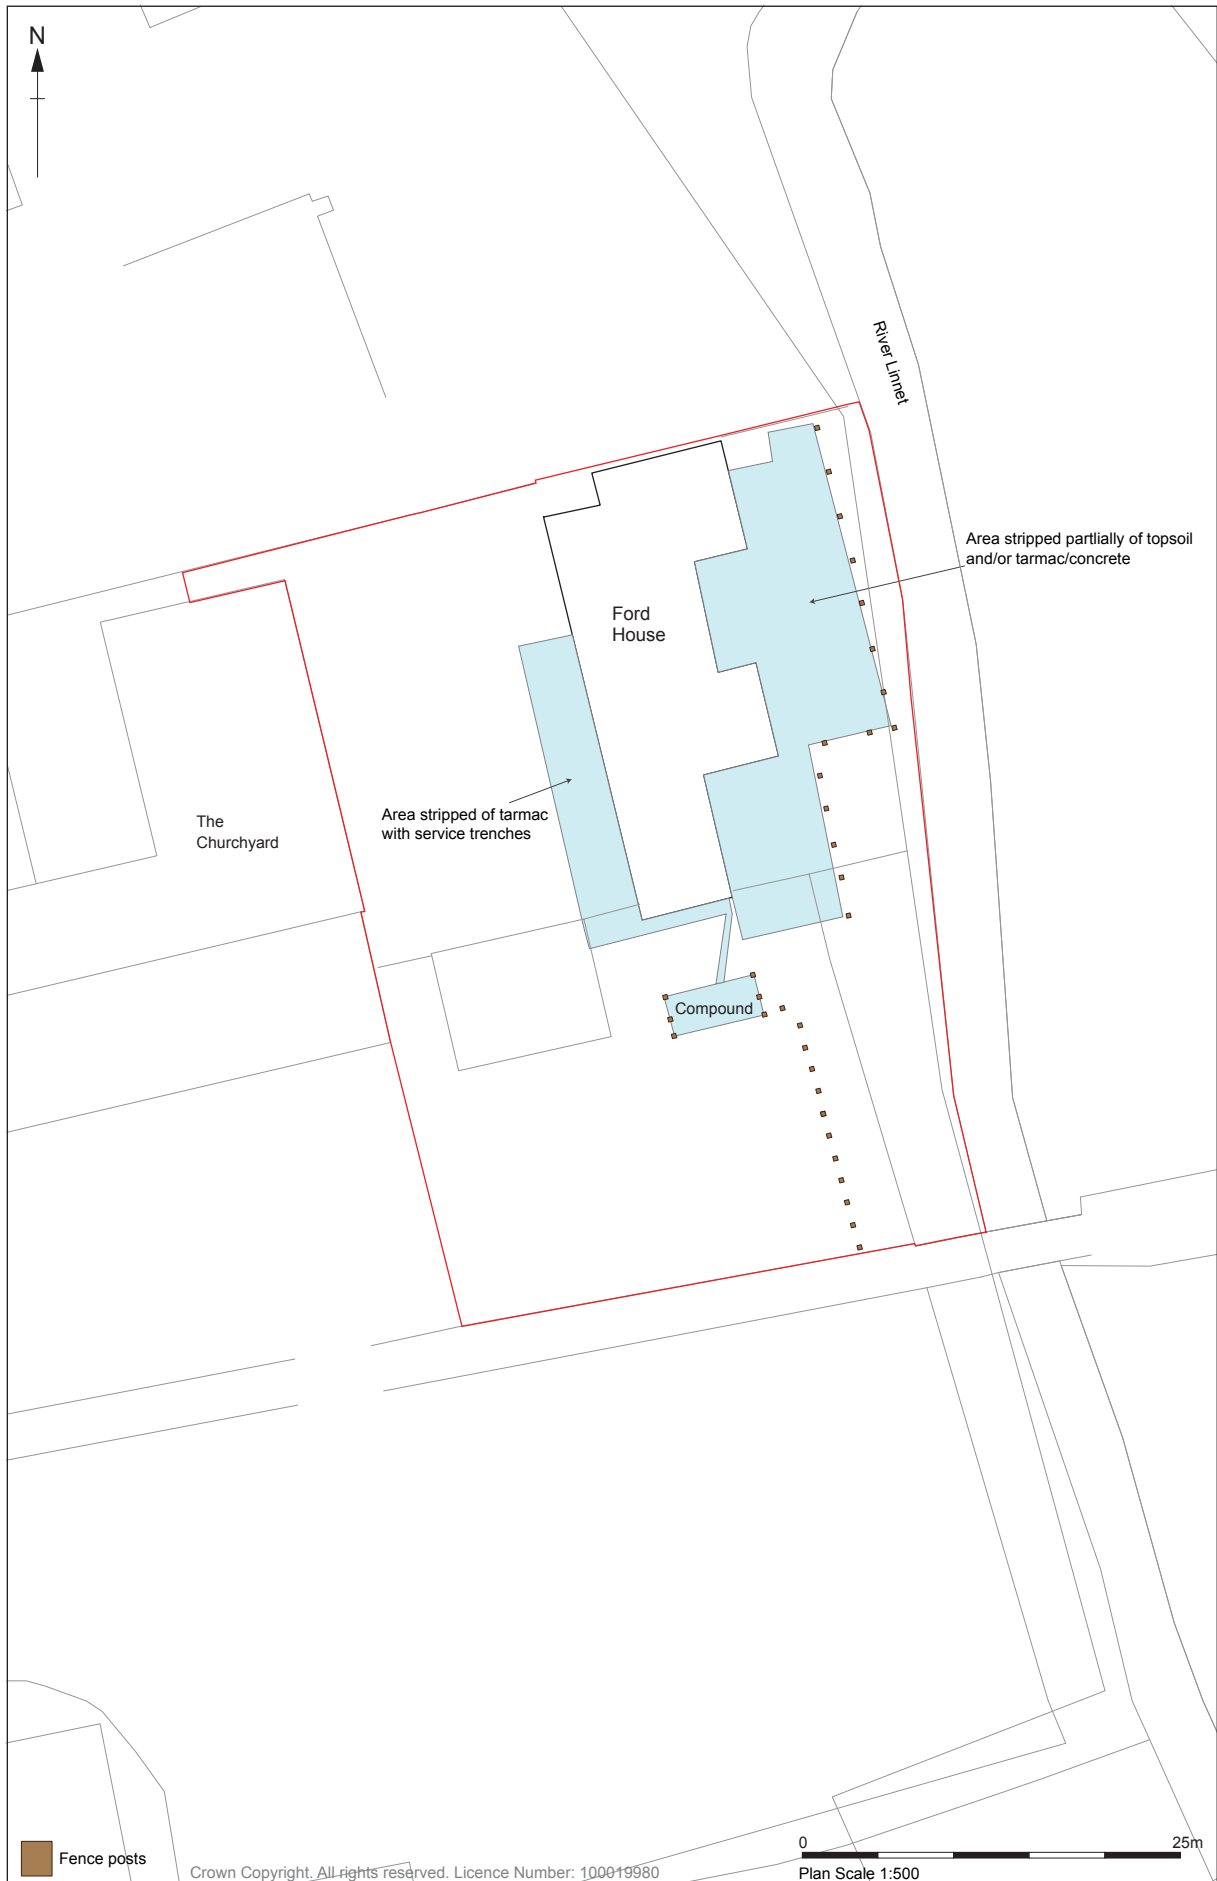 N
River Linnet
Area stripped partlially of topsoil
and/or tarmac/concrete
Ford
House
Area stripped of tarmac
with service trenches
The
Churchyard
Compound
Fence posts
Crown Copyright. All rights reserved. Licence Number: 100019980
0 25m
Plan Scale 1:500